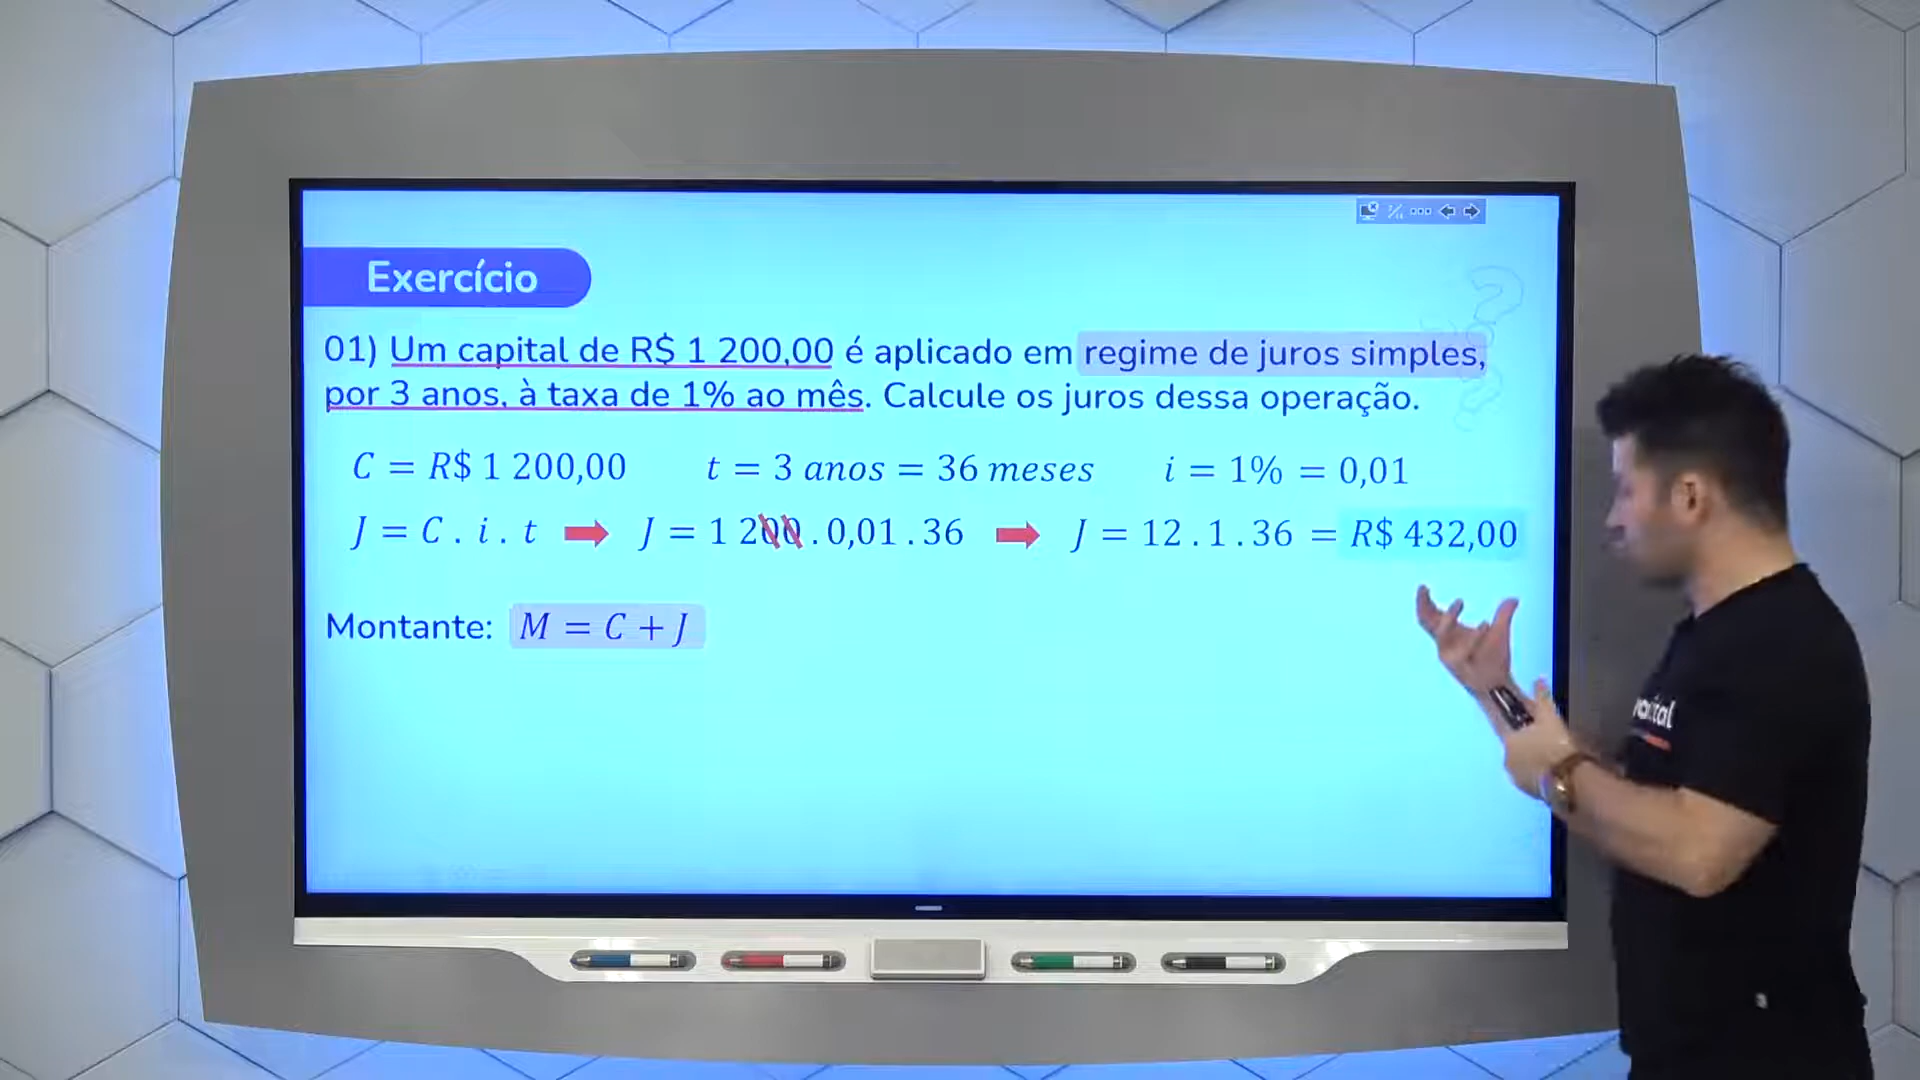 Exercício
01) Um capital de R$ 1 200,00 é aplicado em regime de juros simples,
por 3 anos, à taxa de 1% ao mês. Calcule os juros dessa operação.
C = R$ 1 200,00 t = 3 anos = 36 meses i = 1% = 0,01
J = C . i . t J = 1 200 . 0,01 . 36 J = 12 . 1 . 36 = R$ 432,00
Montante: M = C + J